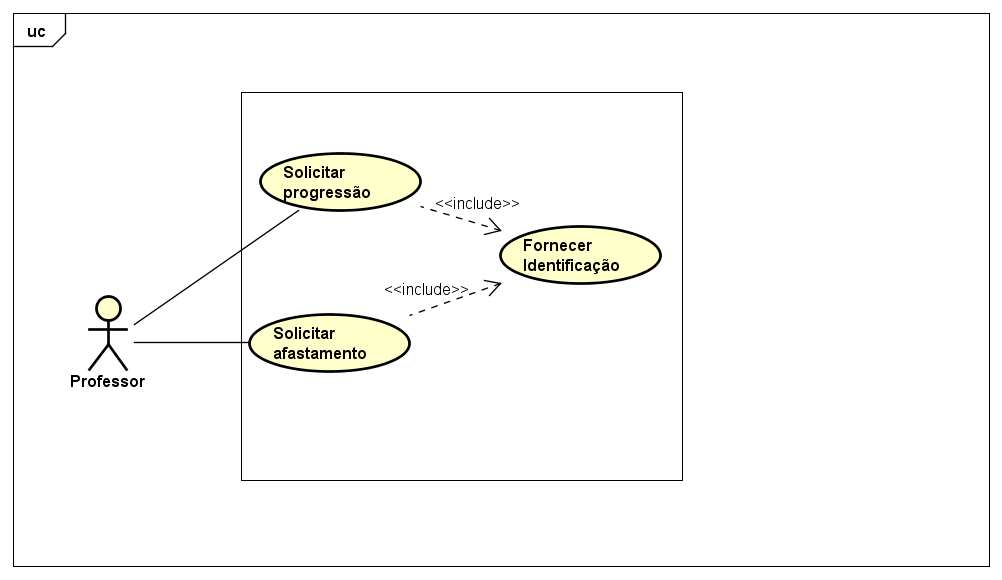 uc
Solicitar
progressão
<<include>>
Fornecer
Identificação
<<include>>
Solicitar
afastamento
Professor